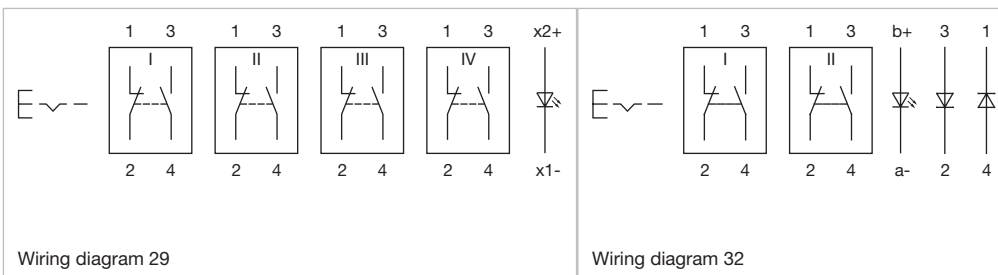 1 3 1 3 1 3 1 3 x2+
I II III IV
2 4 2 4 2 4 2 4 x1-
Wiring diagram 29
1 3 1 3 b+ 3 1
I II
2 4 2 4 a- 2 4
Wiring diagram 32